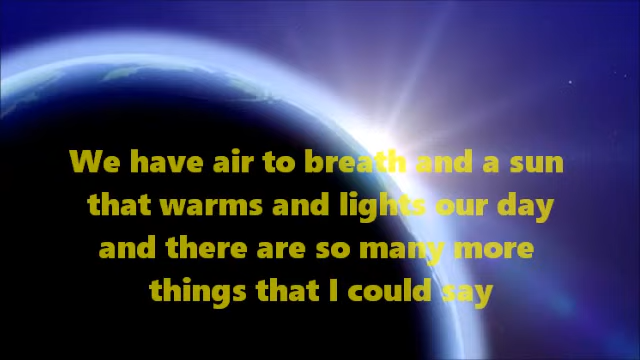 We have air to breath and a sun
that warms and lights our day
and there are so many more
things that I could say